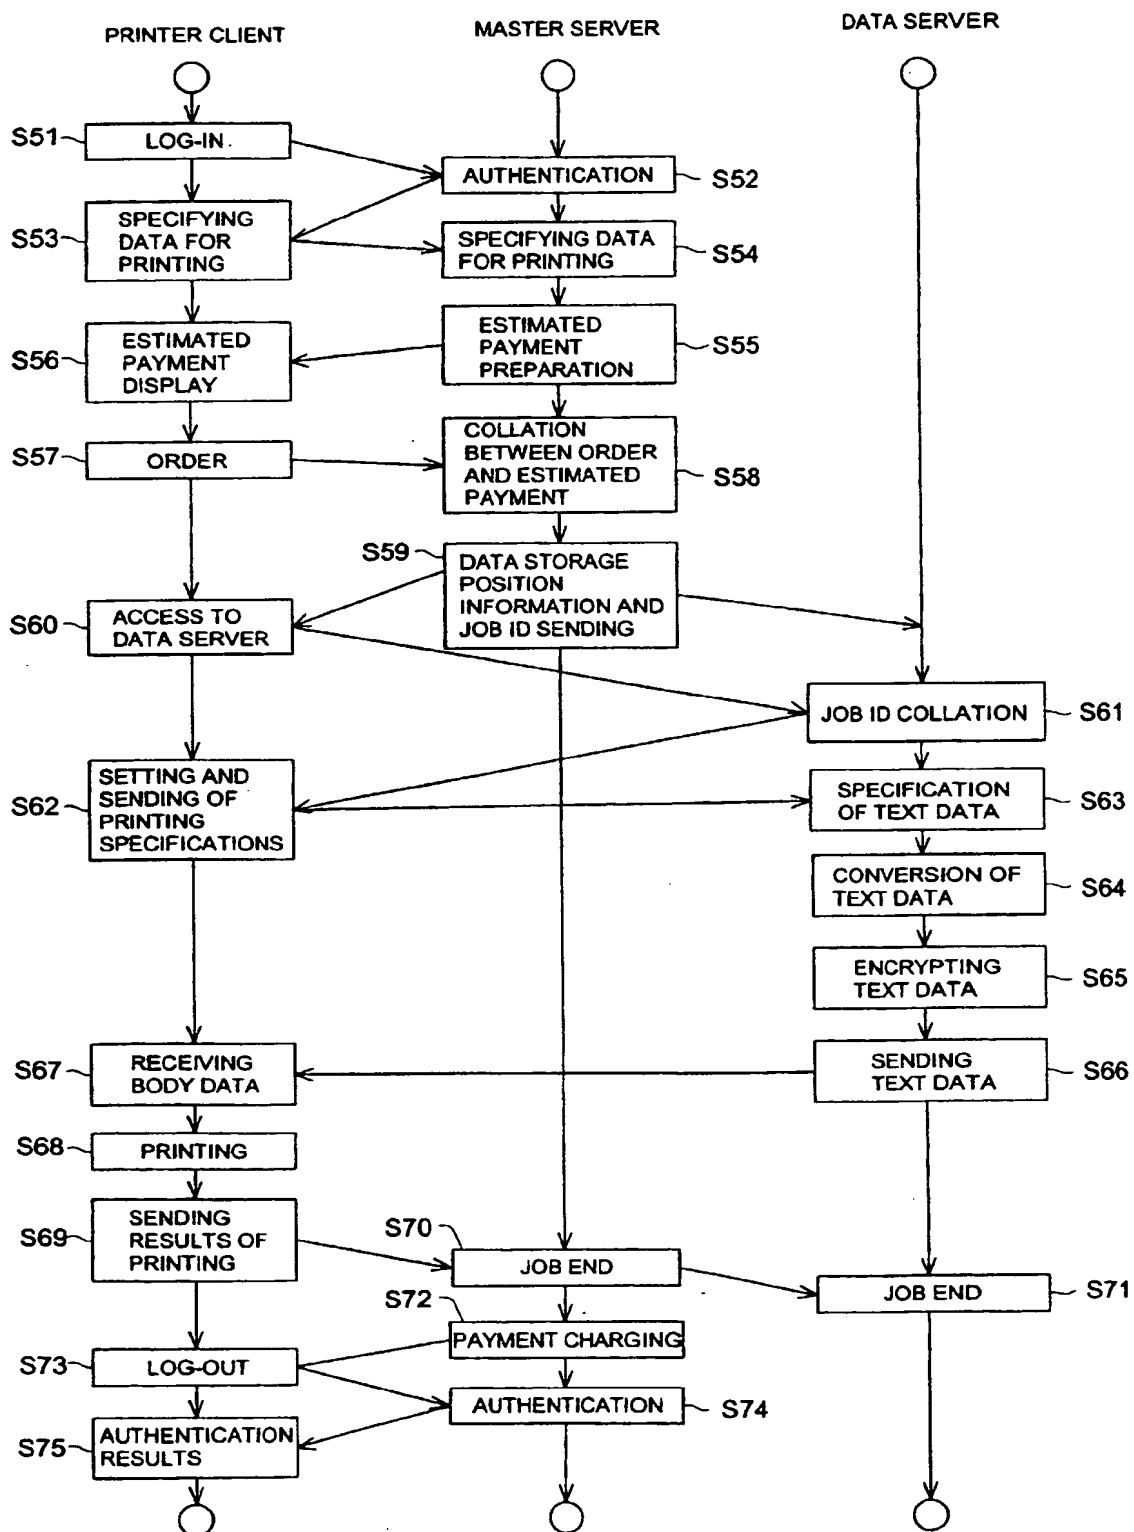 PRINTER CLIENT
MASTER SERVER
DATA SERVER
S51
LOG-IN
AUTHENTICATION
S52
S53
SPECIFYING
DATA FOR
PRINTING
SPECIFYING DATA
FOR PRINTING
S54
S56
ESTIMATED
PAYMENT
DISPLAY
ESTIMATED
PAYMENT
PREPARATION
S55
S57
ORDER
COLLATION
BETWEEN ORDER
AND ESTIMATED
PAYMENT
S58
S59
DATA STORAGE
POSITION
INFORMATION AND
JOB ID SENDING
S60
ACCESS TO
DATA SERVER
JOB ID COLLATION
S61
S62
SETTING AND
SENDING OF
PRINTING
SPECIFICATIONS
SPECIFICATION
OF TEXT DATA
S63
CONVERSION OF
TEXT DATA
S64
ENCRYPTING
TEXT DATA
S65
S67
RECEIVING
BODY DATA
SENDING
TEXT DATA
S66
S68
PRINTING
S69
SENDING
RESULTS OF
PRINTING
S70
JOB END
JOB END
S71
S72
PAYMENT CHARGING
S73
LOG-OUT
AUTHENTICATION
S74
S75
AUTHENTICATION
RESULTS